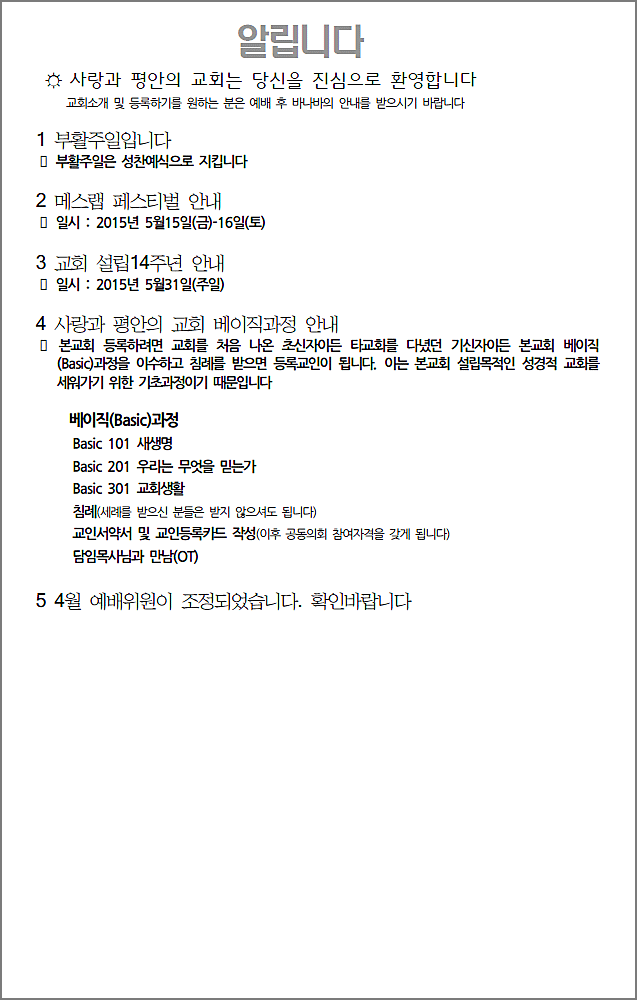 알립니다
☼ 사랑과 평안의 교회는 당신을 진심으로 환영합니다
교회소개 및 등록하기를 원하는 분은 예배 후 바나바의 안내를 받으시기 바랍니다
1 부활주일입니다
▯ 부활주일은 성찬예식으로 지킵니다
2 메스랩 페스티벌 안내
▯ 일시 : 2015년 5월15일(금)-16일(토)
3 교회 설립14주년 안내
▯ 일시 : 2015년 5월31일(주일)
4 사랑과 평안의 교회 베이직과정 안내
▯ 본교회 등록하려면 교회를 처음 나온 초신자이든 타교회를 다녔던 기신자이든 본교회 베이직
(Basic)과정을 이수하고 침례를 받으면 등록교인이 됩니다. 이는 본교회 설립목적인 성경적 교회를
세워가기 위한 기초과정이기 때문입니다
베이직(Basic)과정
Basic 101 새생명
Basic 201 우리는 무엇을 믿는가
Basic 301 교회생활
침례(세례를 받으신 분들은 받지 않으셔도 됩니다)
교인서약서 및 교인등록카드 작성(이후 공동의회 참여자격을 갖게 됩니다)
담임목사님과 만남(OT)
5 4월 예배위원이 조정되었습니다. 확인바랍니다